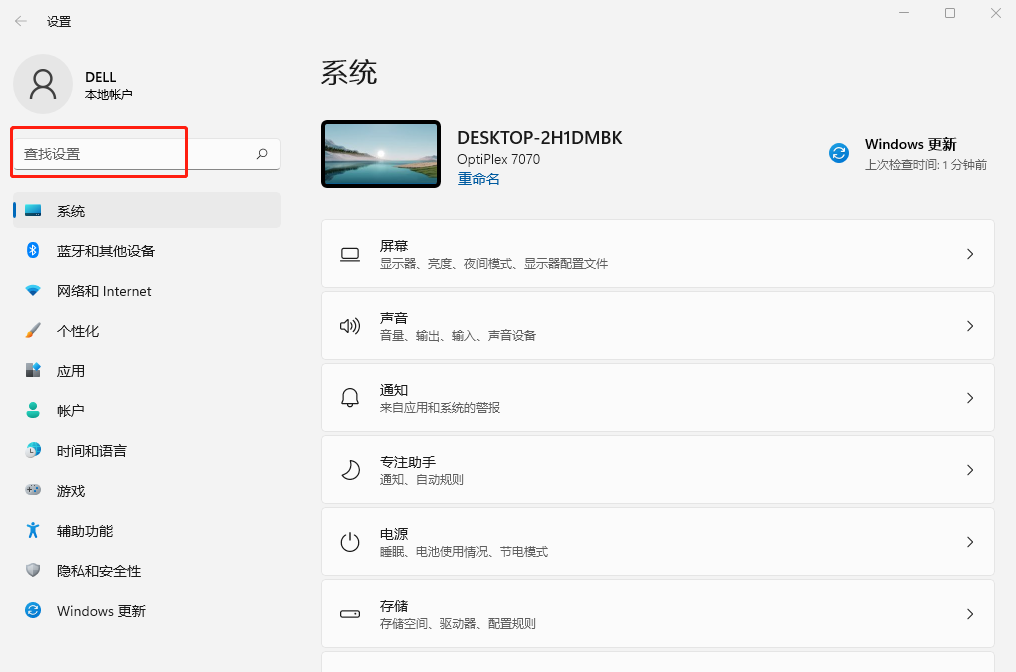 设置
DELL
本地帐户
查找设置
系统
蓝牙和其他设备
网络和 Internet
个性化
应用
帐户
时间和语言
游戏
辅助功能
隐私和安全性
Windows 更新
系统
DESKTOP-2H1DMBK
OptiPlex 7070
重命名
Windows 更新
上次检查时间: 1 分钟前
屏幕
显示器、亮度、夜间模式、显示器配置文件
声音
音量、输出、输入、声音设备
通知
来自应用和系统的警报
专注助手
通知、自动规则
电源
睡眠、电池使用情况、节电模式
存储
存储空间、驱动器、配置规则